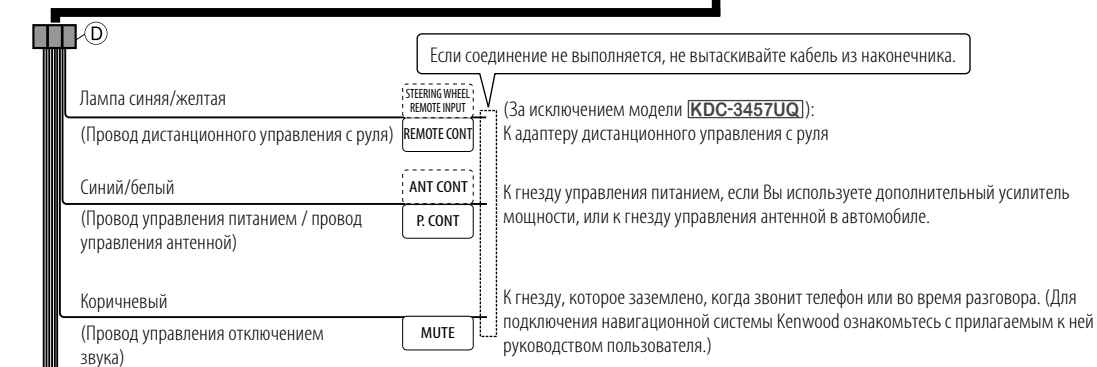 D
Если соединение не выполняется, не вытаскивайте кабель из наконечника.
Лампа синяя/желтая
STEERING WHEEL
REMOTE INPUT
(За исключением модели KDC-3457UQ):
(Провод дистанционного управления с руля)
REMOTE CONT
К адаптеру дистанционного управления с руля
Синий/белый
ANT CONT
К гнезду управления питанием, если Вы используете дополнительный усилитель
мощности, или к гнезду управления антенной в автомобиле.
(Провод управления питанием / провод
управления антенной)
P. CONT
Коричневый
(Провод управления отключением
звука)
MUTE
К гнезду, которое заземлено, когда звонит телефон или во время разговора. (Для
подключения навигационной системы Kenwood ознакомьтесь с прилагаемым к ней
руководством пользователя.)